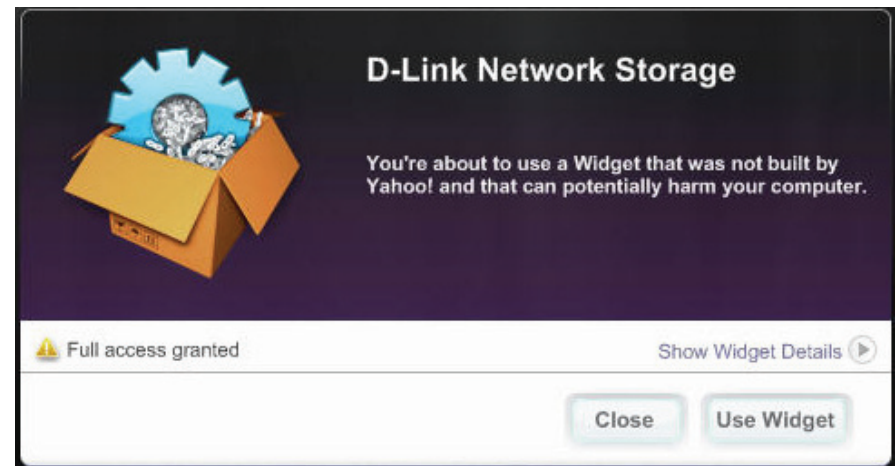 D-Link Network Storage
You're about to use a Widget that was not built by
Yahoo! and that can potentially harm your computer.
Full access granted
Show Widget Details
Close
Use Widget